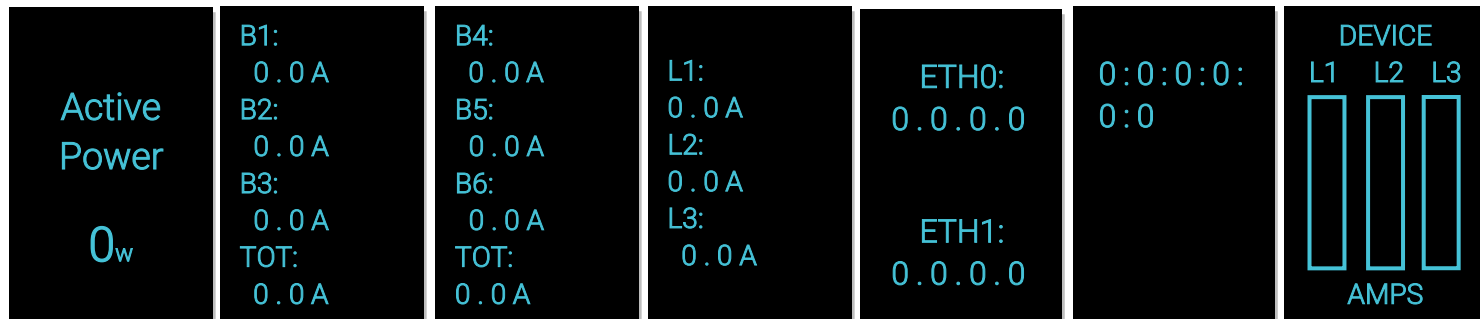 Active
Power
0w
B1:
0.0A
B2:
0.0A
B3:
0.0A
TOT:
0.0A
B4:
0.0A
B5:
0.0A
B6:
0.0A
TOT:
0.0A
L1:
0.0A
L2:
0.0A
L3:
0.0A
ETH0:
0.0.0.0
ETH1:
0.0.0.0
0:0:0:0:
0:0
DEVICE
L1 L2 L3
AMPS